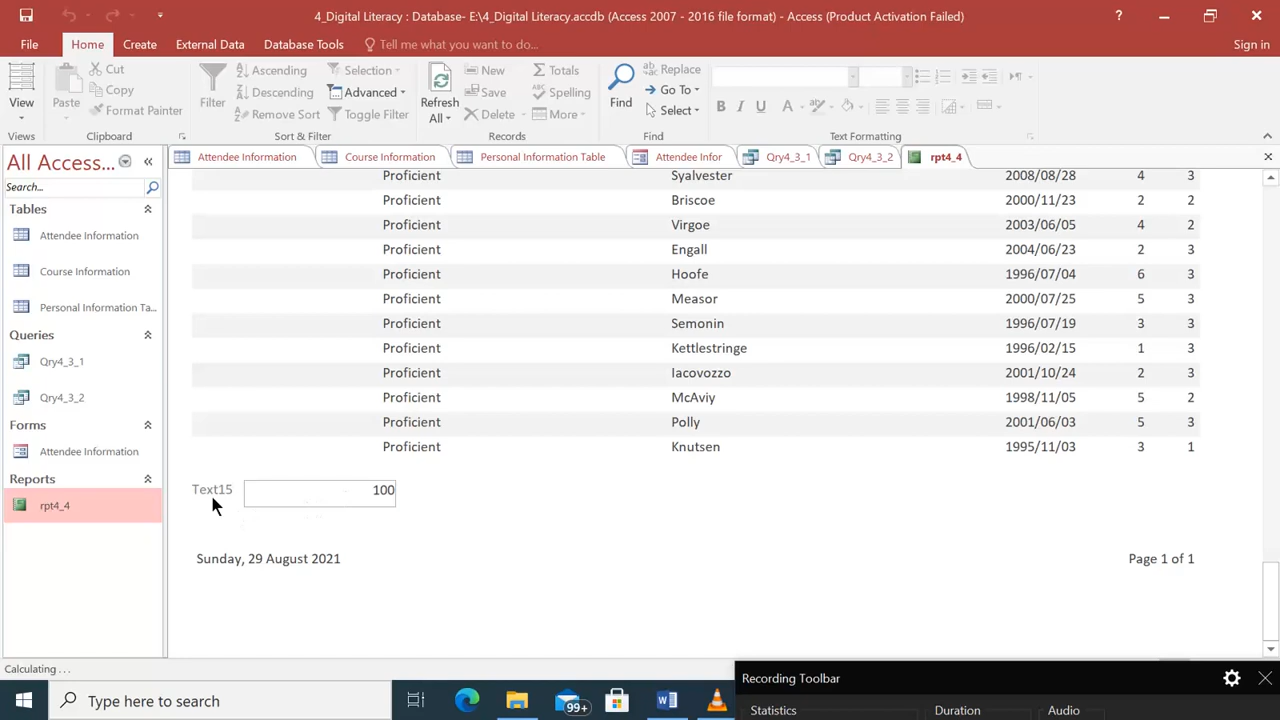 4_Digital Literacy : Database- E:\4_Digital Literacy.accdb (Access 2007 - 2016 file format) - Access (Product Activation Failed)
?
File Home Create External Data Database Tools Tell me what you want to do... Sign in
View Paste Cut Copy Format Painter Filter Ascending Descending Remove Sort Selection Advanced Toggle Filter Refresh All New Save Delete Totals Spelling More Find Replace Go To Select B I U A
Views Clipboard Sort & Filter Records Find Text Formatting
All Access... Attendee Information Course Information Personal Information Table Attendee Infor Qry4_3_1 Qry4_3_2 rpt4_4
Search...
Tables
Attendee Information
Course Information
Personal Information Ta...
Queries
Qry4_3_1
Qry4_3_2
Forms
Attendee Information
Reports
rpt4_4
Proficient Syalvester 2008/08/28 4 3
Proficient Briscoe 2000/11/23 2 2
Proficient Virgoe 2003/06/05 4 2
Proficient Engall 2004/06/23 2 3
Proficient Hoofe 1996/07/04 6 3
Proficient Measor 2000/07/25 5 3
Proficient Semonin 1996/07/19 3 3
Proficient Kettlestringe 1996/02/15 1 3
Proficient Iacovozzo 2001/10/24 2 3
Proficient McAviy 1998/11/05 5 2
Proficient Polly 2001/06/03 5 3
Proficient Knutsen 1995/11/03 3 1
Text15 100
Sunday, 29 August 2021 Page 1 of 1
Calculating . . .
Recording Toolbar
Type here to search 99+
Statistics Duration Audio